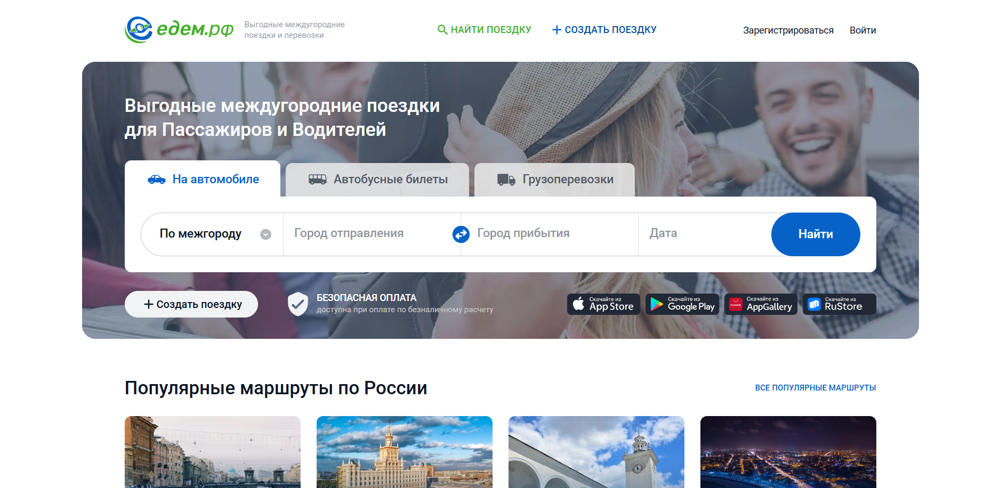 едем.рф
Выгодные междугородние
поездки и перевозки
НАЙТИ ПОЕЗДКУ
СОЗДАТЬ ПОЕЗДКУ
Зарегистрироваться
Войти
Выгодные междугородние поездки
для Пассажиров и Водителей
На автомобиле
Автобусные билеты
Грузоперевозки
По межгороду
Город отправления
Город прибытия
Дата
Найти
Создать поездку
БЕЗОПАСНАЯ ОПЛАТА
доступна при оплате по безналичному расчету
Скачайте из
App Store
Скачайте из
Google Play
HUAWEI
Скачайте из
AppGallery
Скачайте из
RuStore
Популярные маршруты по России
ВСЕ ПОПУЛЯРНЫЕ МАРШРУТЫ